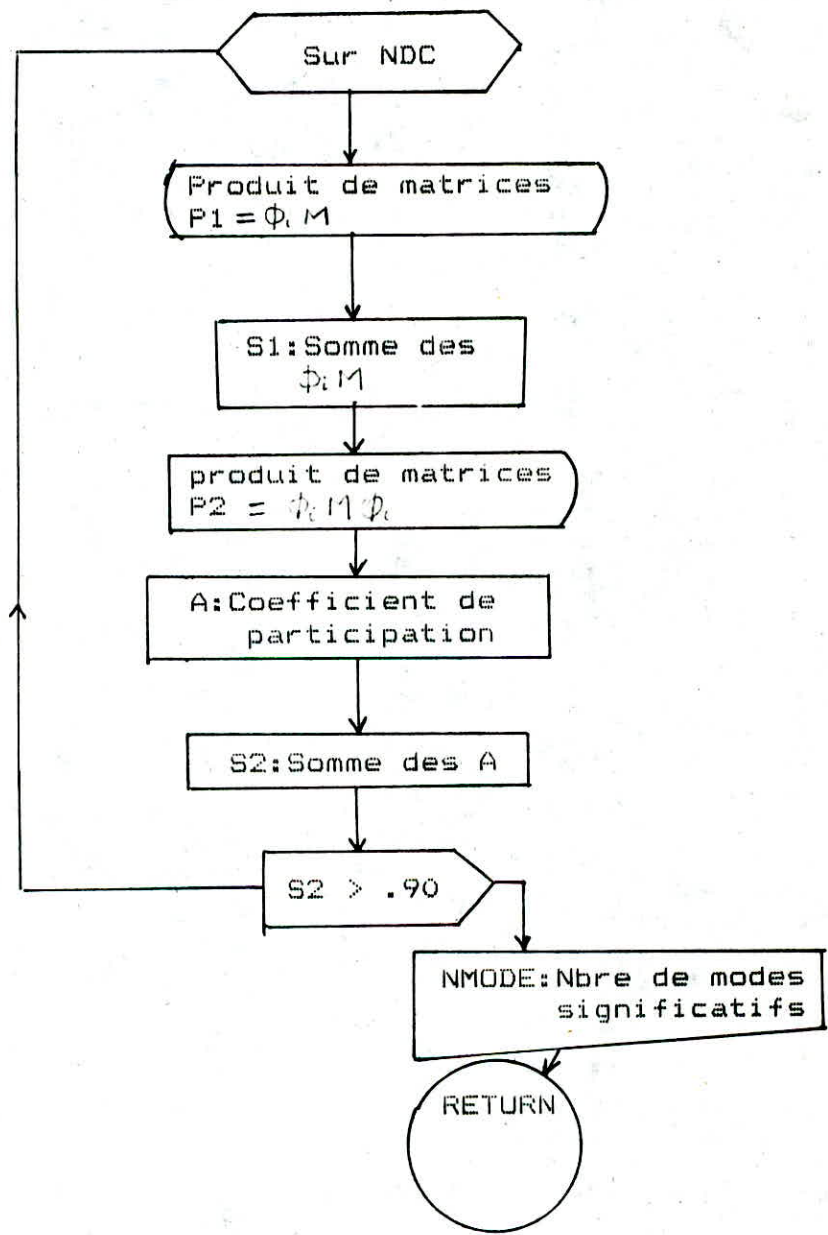 Sur NDC
Produit de matrices
P1 = Φi M
S1:Somme des
Φi M
produit de matrices
P2 = Φi M Φi
A:Coefficient de
participation
S2:Somme des A
S2 > .90
NMODE:Nbre de modes
significatifs
RETURN